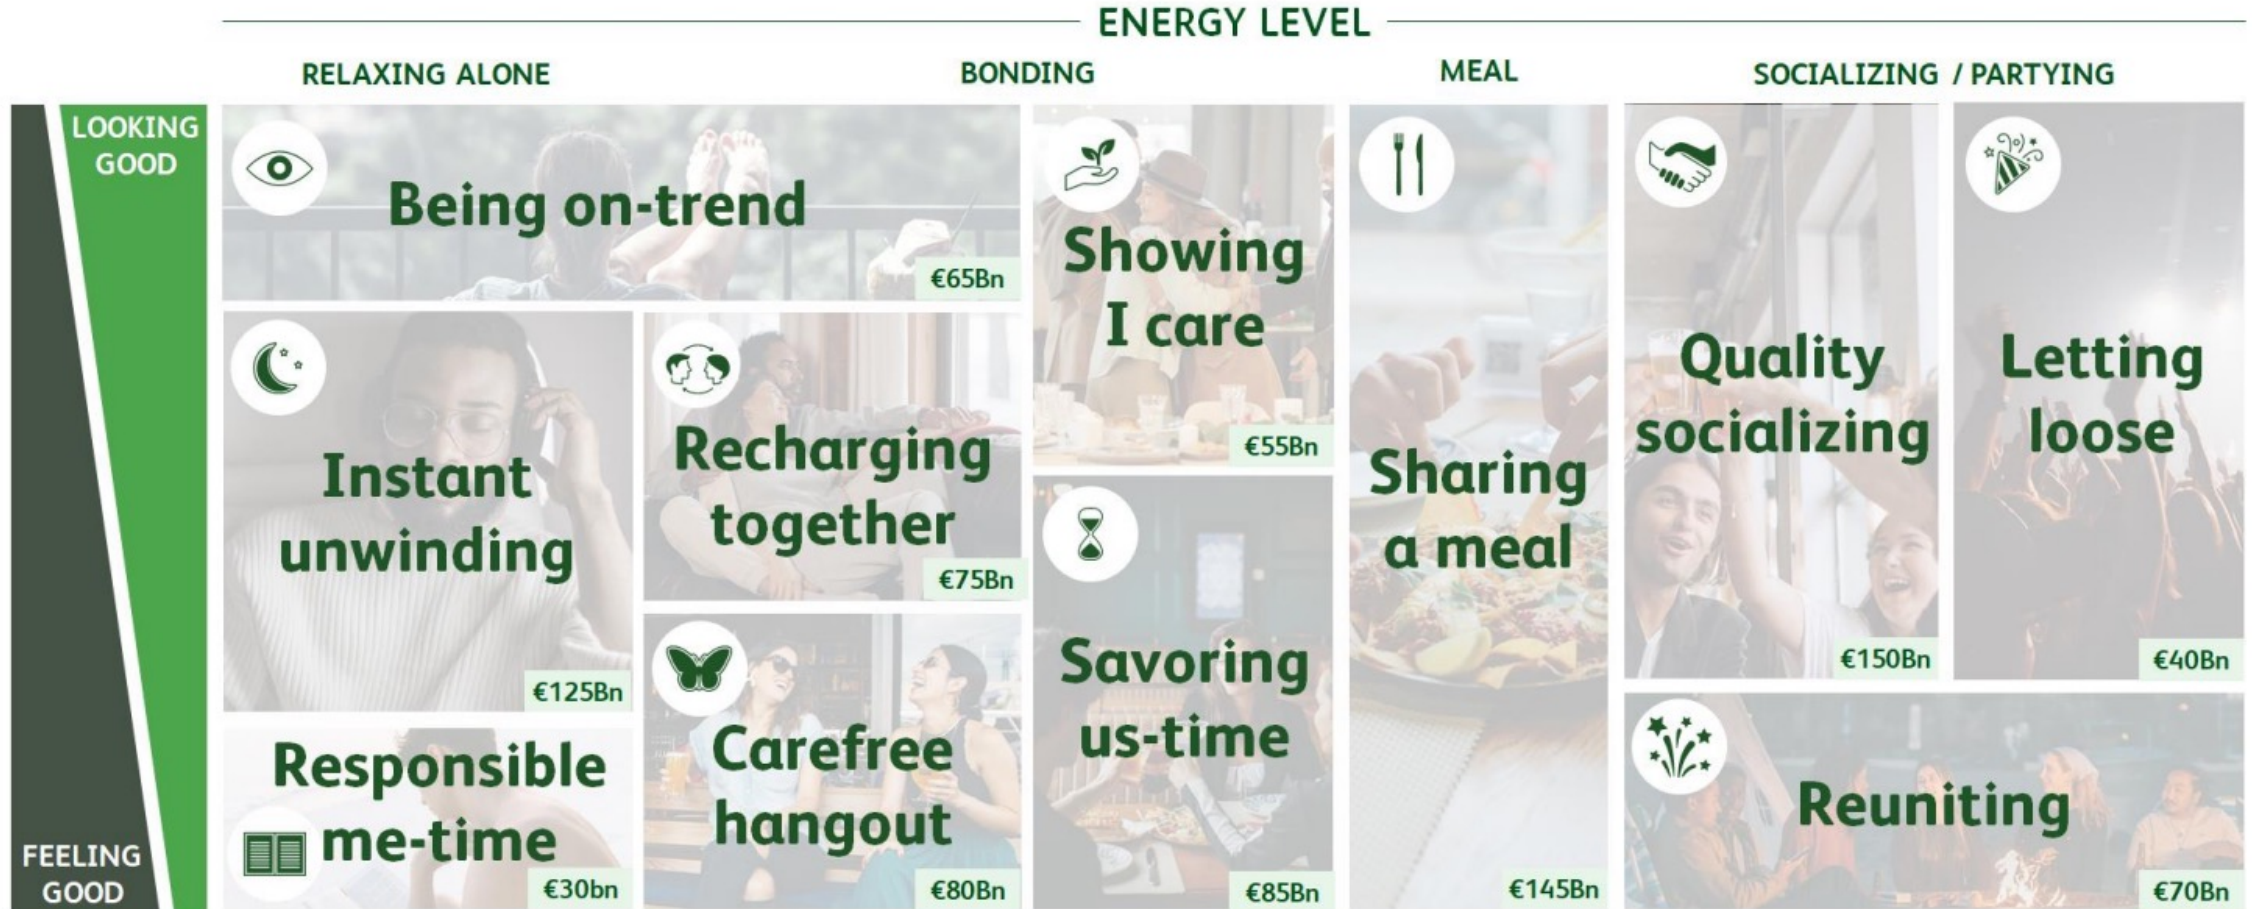 ENERGY LEVEL
RELAXING ALONE
BONDING
MEAL
SOCIALIZING / PARTYING
LOOKING
GOOD
FEELING
GOOD
Being on-trend
€65Bn
Instant
unwinding
€125Bn
Responsible
me-time
€30bn
Recharging
together
€75Bn
Carefree
hangout
€80Bn
Showing
I care
€55Bn
Savoring
us-time
€85Bn
Sharing
a meal
€145Bn
Quality
socializing
€150Bn
Letting
loose
€40Bn
Reuniting
€70Bn